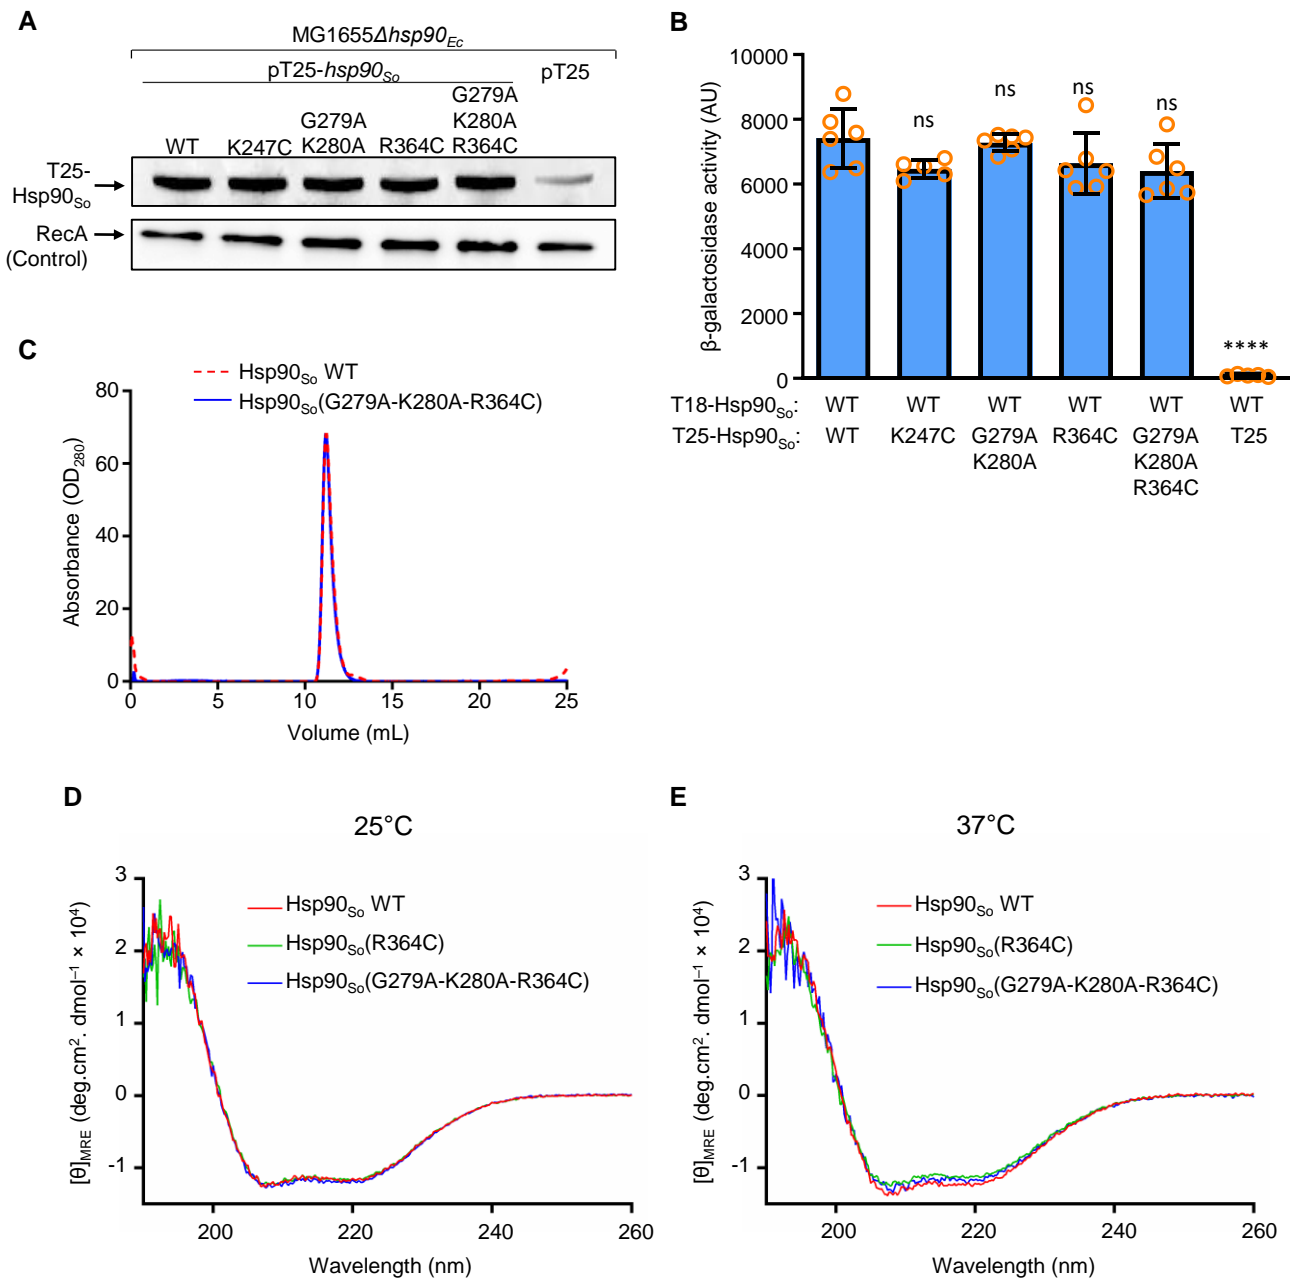 A
MG1655Δhsp90Ec
pT25-hsp90So
pT25
WT
K247C
G279A
K280A
R364C
G279A
K280A
R364C
T25-
Hsp90So
RecA
(Control)
B
β-galactosidase activity (AU)
10000
8000
6000
4000
2000
0
ns
ns
ns
ns
****
T18-Hsp90So: WT WT WT WT WT WT
T25-Hsp90So: WT K247C G279A R364C G279A T25
K280A K280A
R364C
C
Hsp90So WT
Hsp90So(G279A-K280A-R364C)
Absorbance (OD280)
80
60
40
20
0
0 5 10 15 20 25
Volume (mL)
D
25°C
Hsp90So WT
Hsp90So(R364C)
Hsp90So(G279A-K280A-R364C)
[θ]MRE (deg.cm². dmol⁻¹ × 10⁴)
3
2
1
0
-1
200 220 240 260
Wavelength (nm)
E
37°C
Hsp90So WT
Hsp90So(R364C)
Hsp90So(G279A-K280A-R364C)
[θ]MRE (deg.cm². dmol⁻¹ × 10⁴)
3
2
1
0
-1
200 220 240 260
Wavelength (nm)